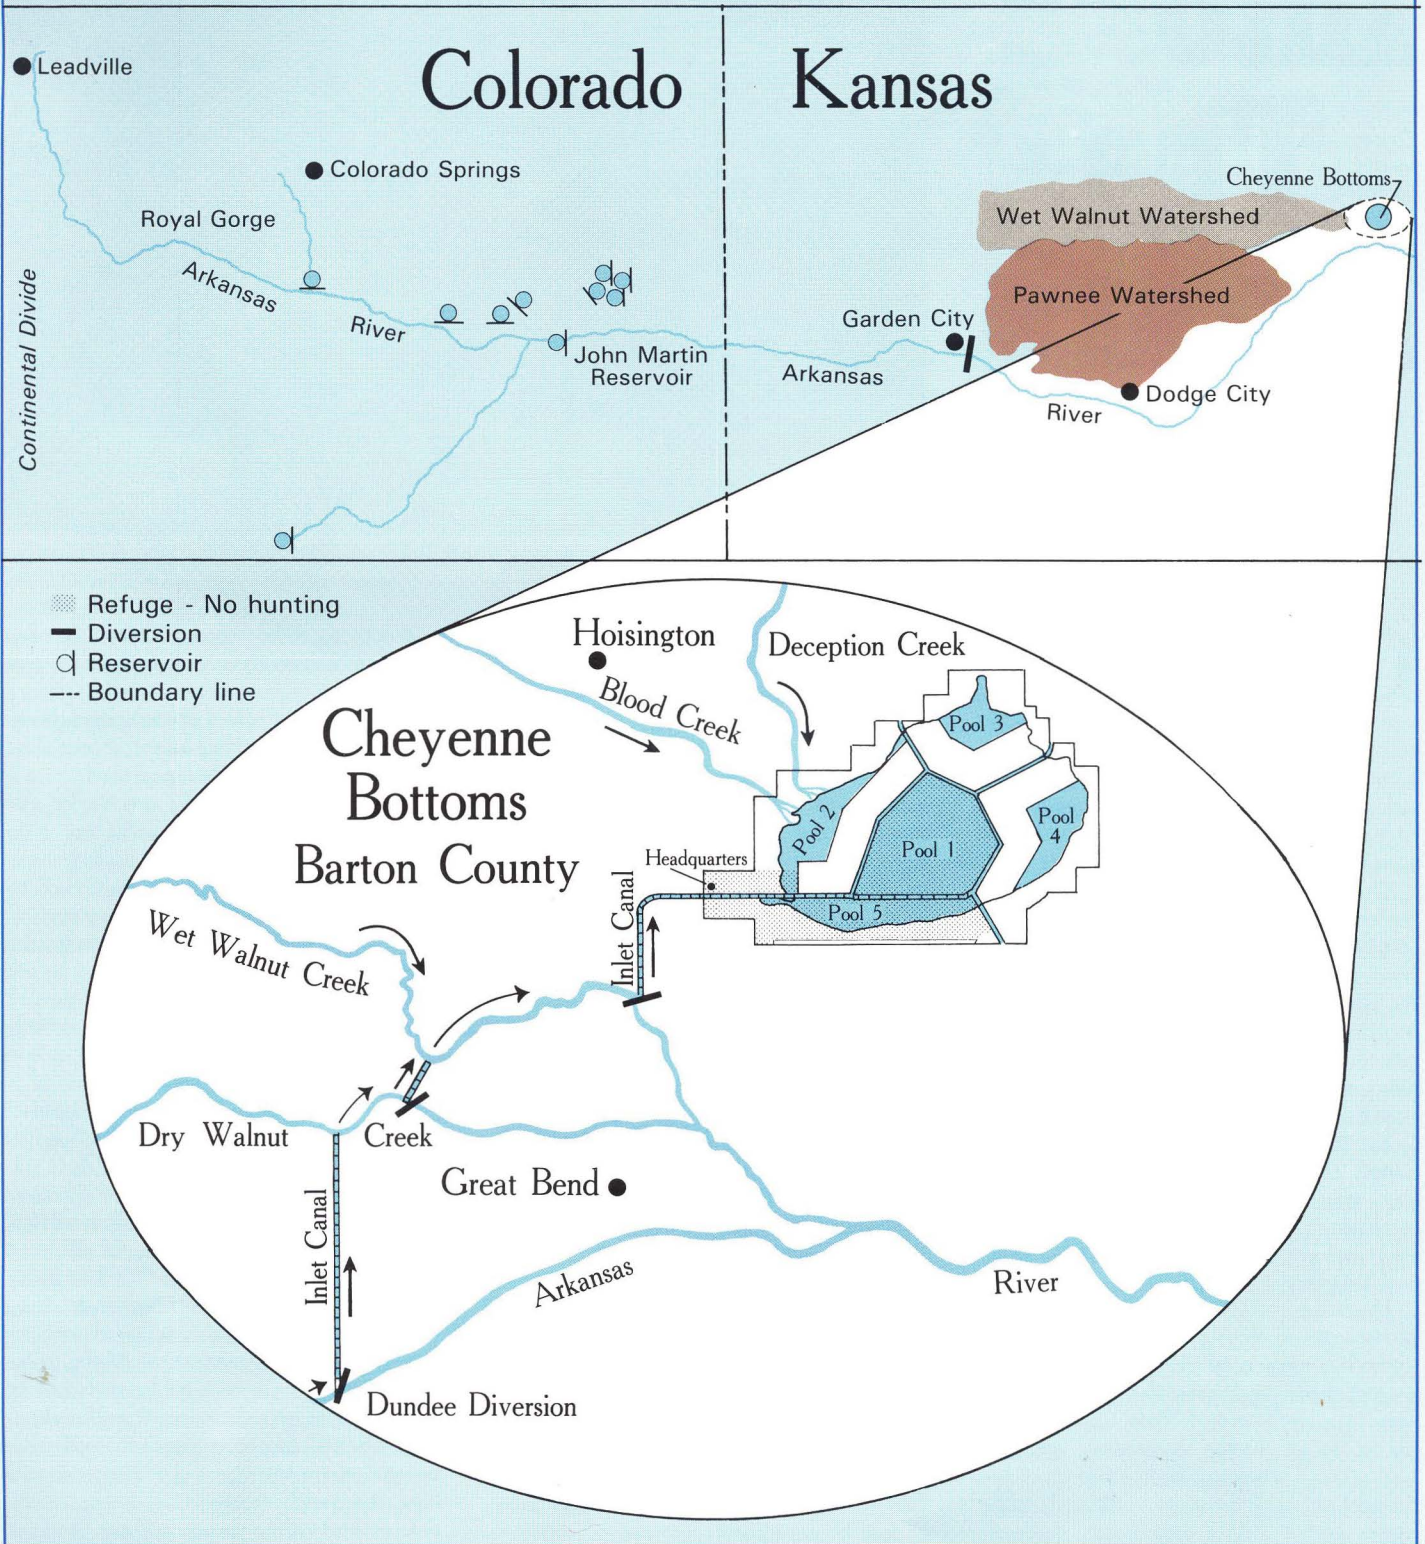 Colorado
Kansas
Leadville
Colorado Springs
Royal Gorge
Arkansas
River
Continental Divide
John Martin
Reservoir
Arkansas
River
Garden City
Dodge City
Cheyenne Bottoms
Wet Walnut Watershed
Pawnee Watershed
Refuge - No hunting
Diversion
Reservoir
Boundary line
Hoisington
Deception Creek
Blood Creek
Cheyenne
Bottoms
Barton County
Pool 3
Pool 2
Pool 4
Pool 1
Pool 5
Headquarters
Inlet Canal
Wet Walnut Creek
Dry Walnut Creek
Great Bend
Inlet Canal
Arkansas River
Dundee Diversion